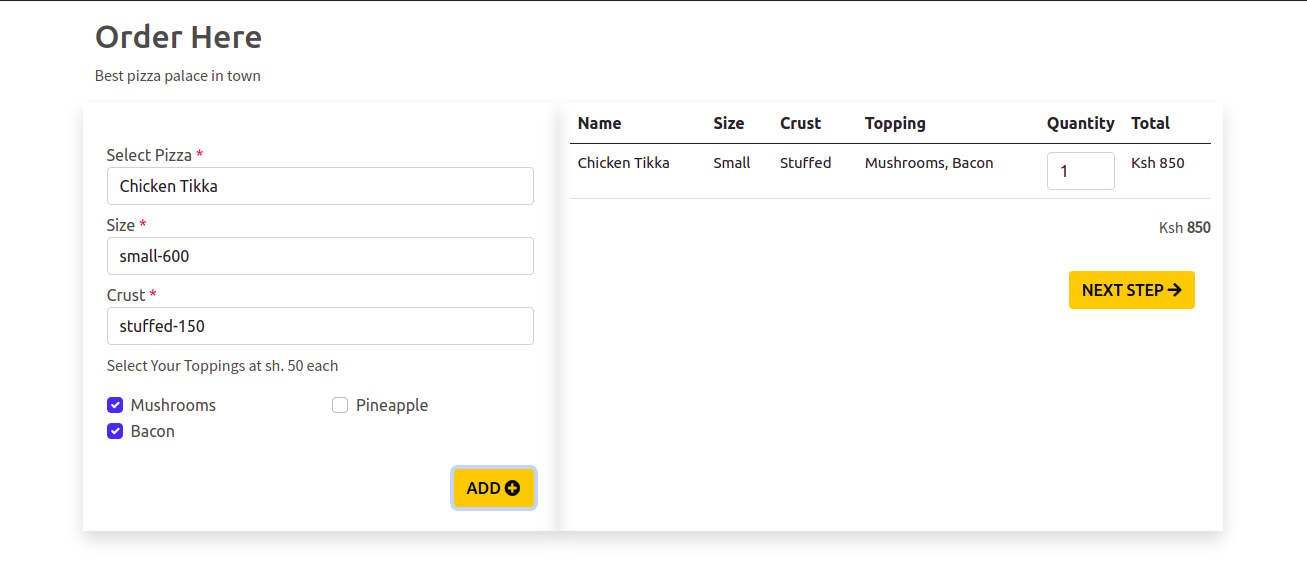 Order Here
Best pizza palace in town
Select Pizza *
Chicken Tikka
Size *
small-600
Crust *
stuffed-150
Select Your Toppings at sh. 50 each
Mushrooms Pineapple
Bacon
ADD
Name Size Crust Topping Quantity Total
Chicken Tikka Small Stuffed Mushrooms, Bacon 1 Ksh 850
Ksh 850
NEXT STEP